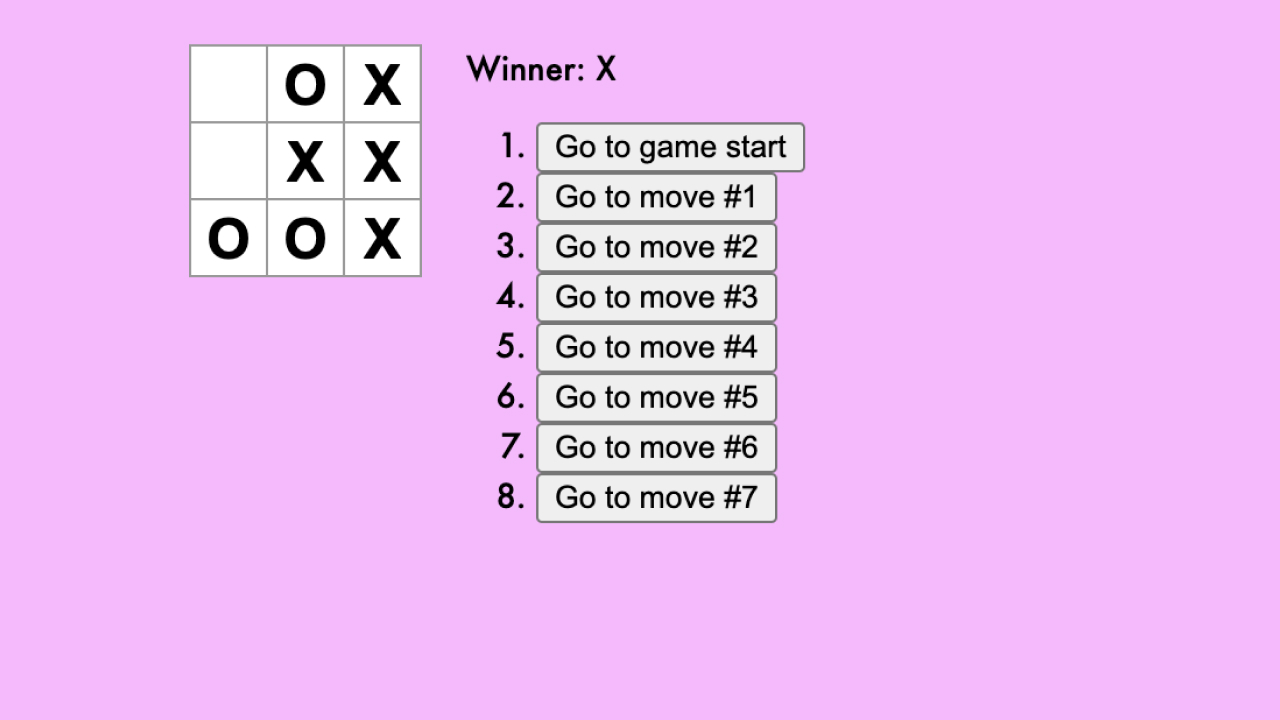 O X
X X
O O X
Winner: X
1. Go to game start
2. Go to move #1
3. Go to move #2
4. Go to move #3
5. Go to move #4
6. Go to move #5
7. Go to move #6
8. Go to move #7